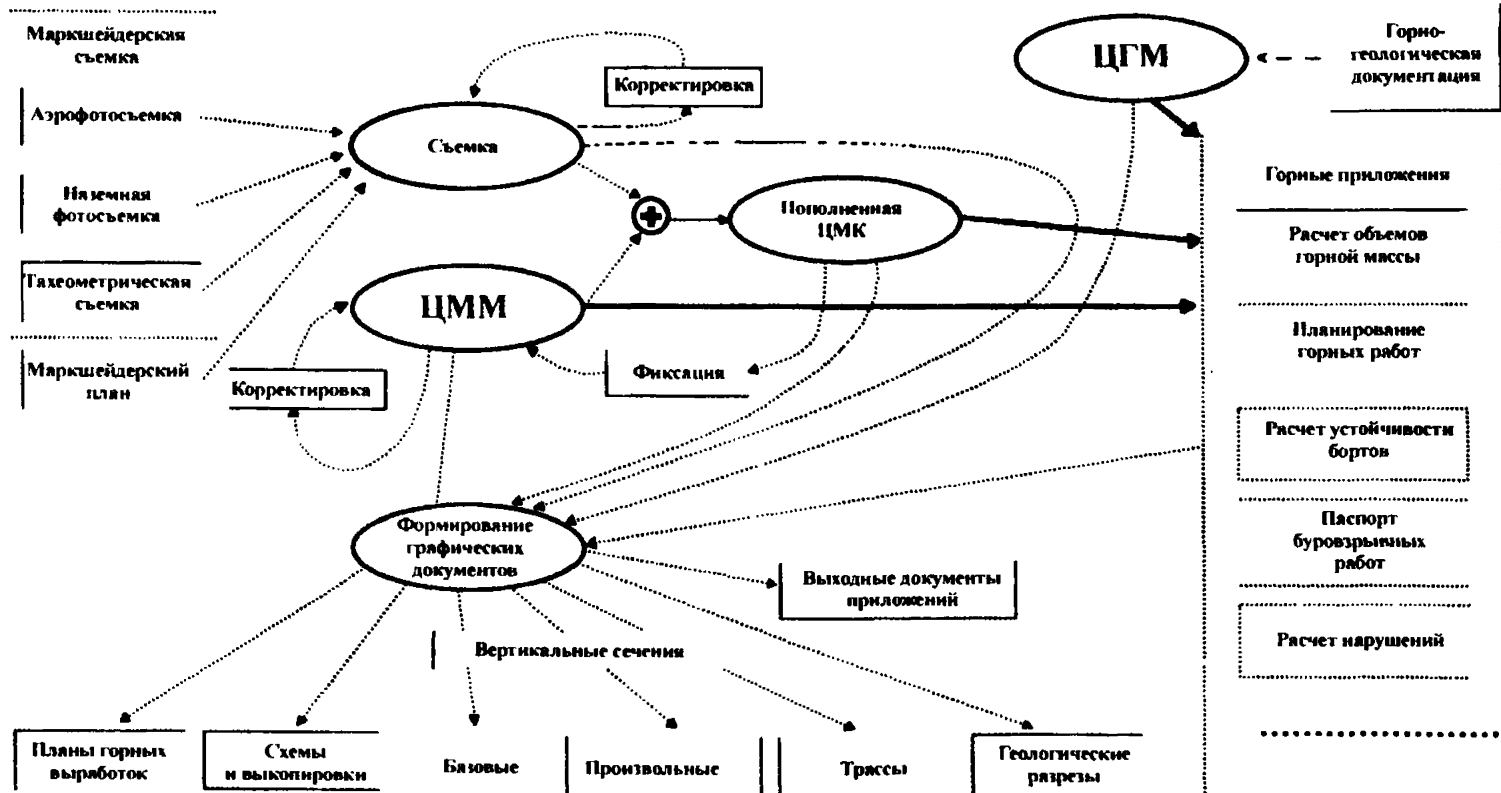 Маркшейдерская
съемка
Аэрофотосъемка
Наземная
фотосъемка
Тахеометрическая
съемка
Маркшейдерский
план
Корректировка
Съемка
ЦММ
Корректировка
Пополненная
ЦМК
Фиксация
ЦГМ
Горно-
геологическая
документация
Горные приложения
Расчет объемов
горной массы
Планирование
горных работ
Расчет устойчивости
бортов
Паспорт
буровзрывных
работ
Расчет нарушений
Формирование
графических
документов
Выходные документы
приложений
Вертикальные сечения
Планы горных
выработок
Схемы
и выкопировки
Базовые
Произвольные
Трассы
Геологические
разрезы